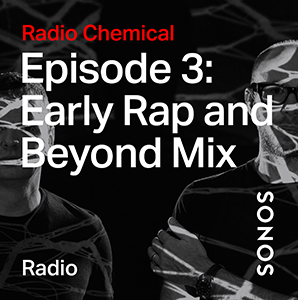 Radio Chemical
Episode 3:
Early Rap and
Beyond Mix
SONOS
Radio